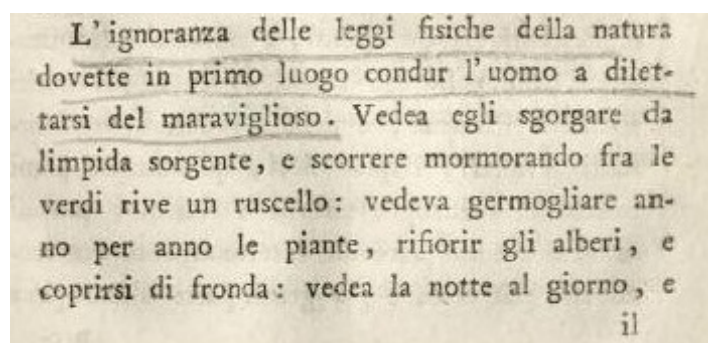 L'ignoranza delle leggi fisiche della natura
dovette in primo luogo condur l'uomo a dilet-
tarsi del maraviglioso. Vedea egli sgorgare da
limpida sorgente, e scorrere mormorando fra le
verdi rive un ruscello: vedeva germogliare an-
no per anno le piante, rifiorir gli alberi, e
coprirsi di fronda: vedea la notte al giorno, e
il